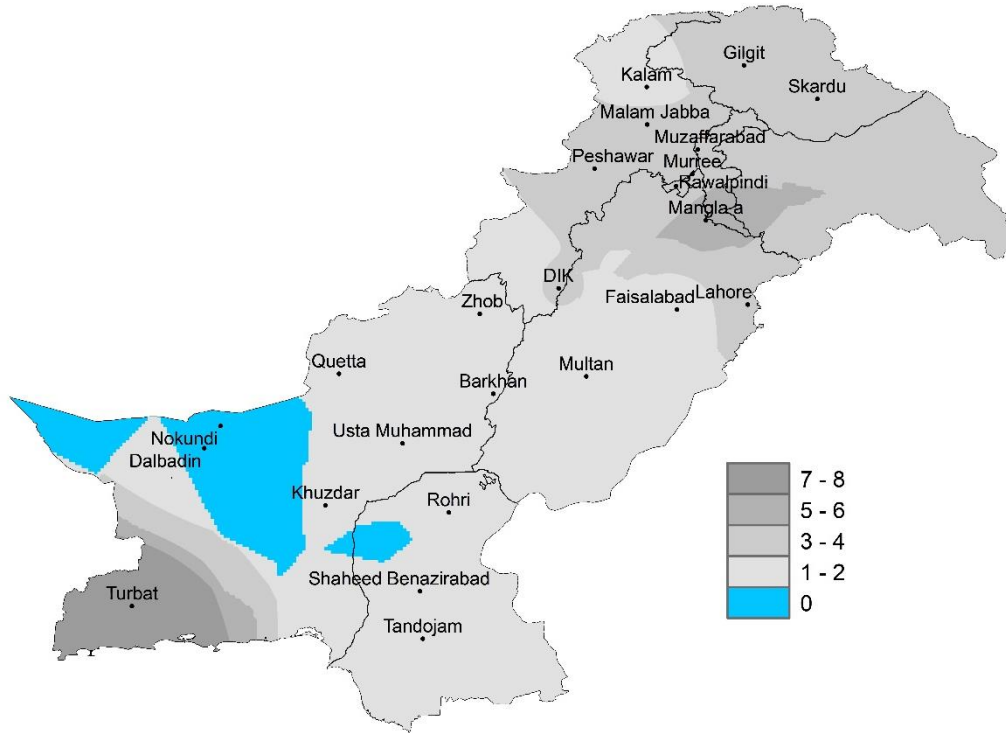 Gilgit
Kalam
Skardu
Malam Jabba
Muzaffarabad
Peshawar
Murree
Rawalpindi
Mangla a
DIK
Zhob
Faisalabad
Lahore
Quetta
Multan
Barkhan
Nokundi
Usta Muhammad
Dalbadin
Khuzdar
Rohri
Shaheed Benazirabad
Turbat
Tandojam
7 - 8
5 - 6
3 - 4
1 - 2
0